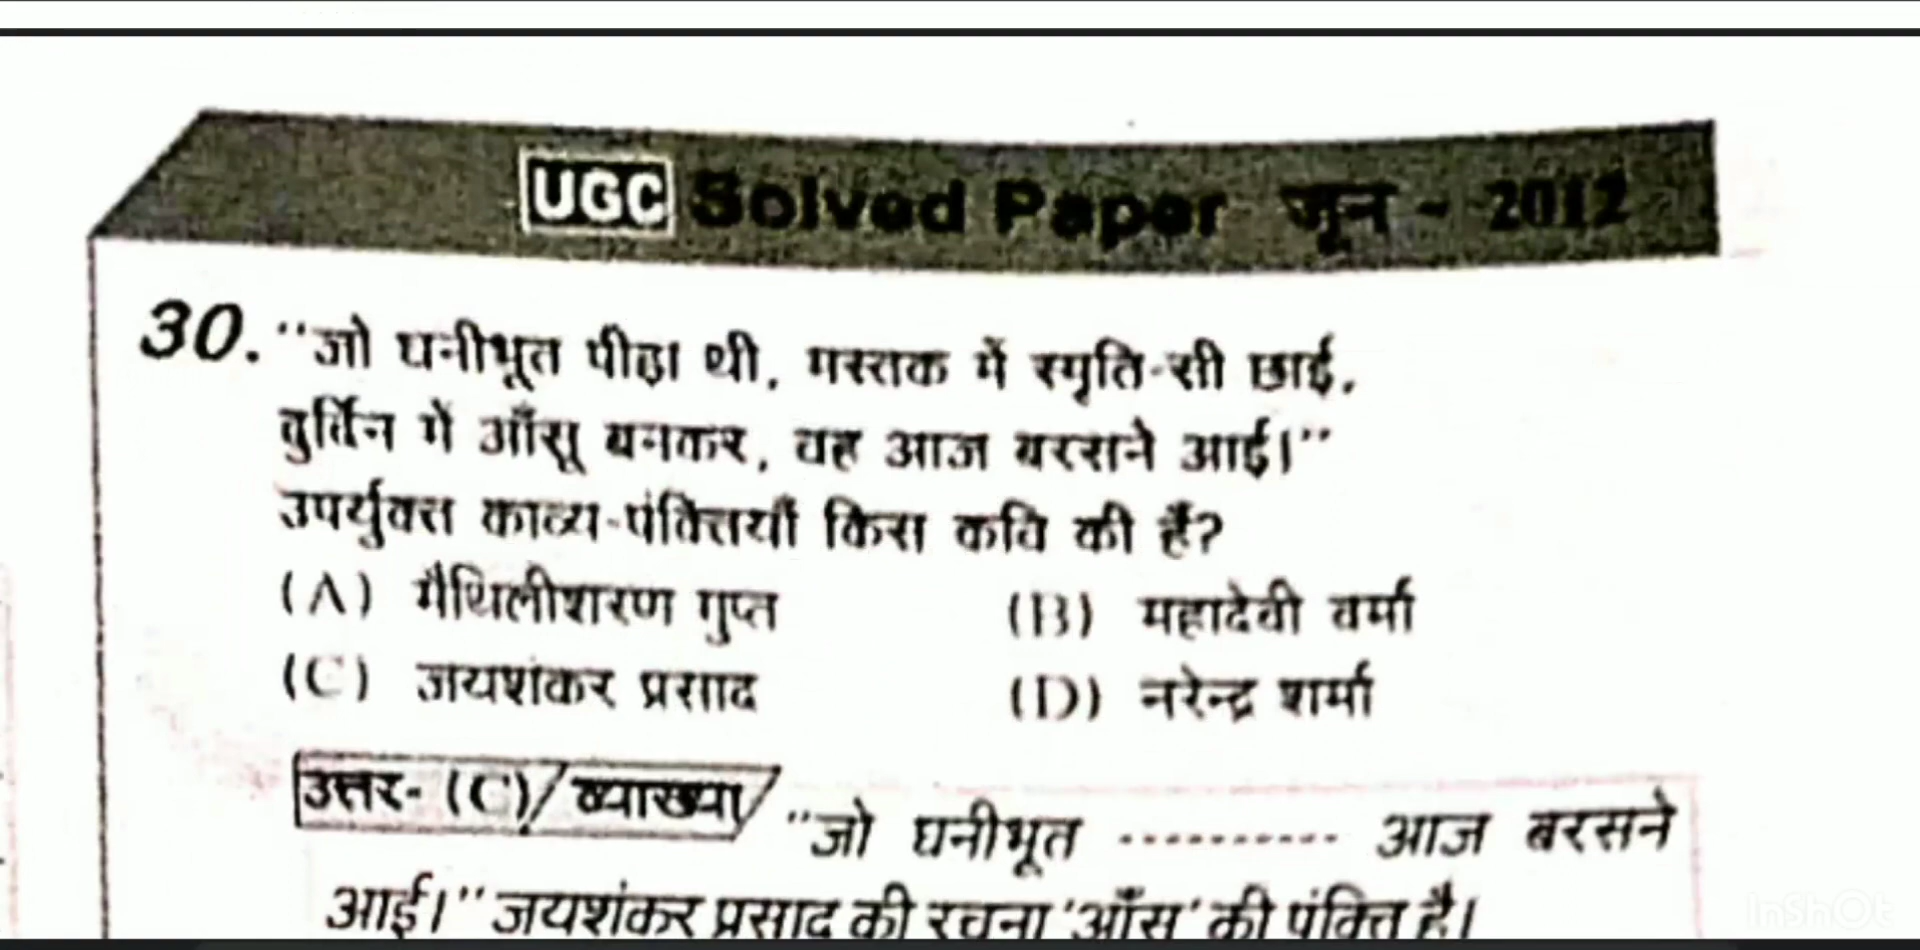 UGC Solved Paper जून - 2012
30. "जो घनीभूत पीड़ा थी, मस्तक में स्मृति-सी छाई,
दुर्दिन में आँसू बनकर, वह आज बरसने आई।"
उपर्युक्त काव्य-पंक्तियाँ किस कवि की हैं?
(A) मैथिलीशरण गुप्त (B) महादेवी वर्मा
(C) जयशंकर प्रसाद (D) नरेन्द्र शर्मा
उत्तर- (C)/व्याख्या/ "जो घनीभूत ---------- आज बरसने
आई।" जयशंकर प्रसाद की रचना 'आँसू' की पंक्ति है।
InShOt